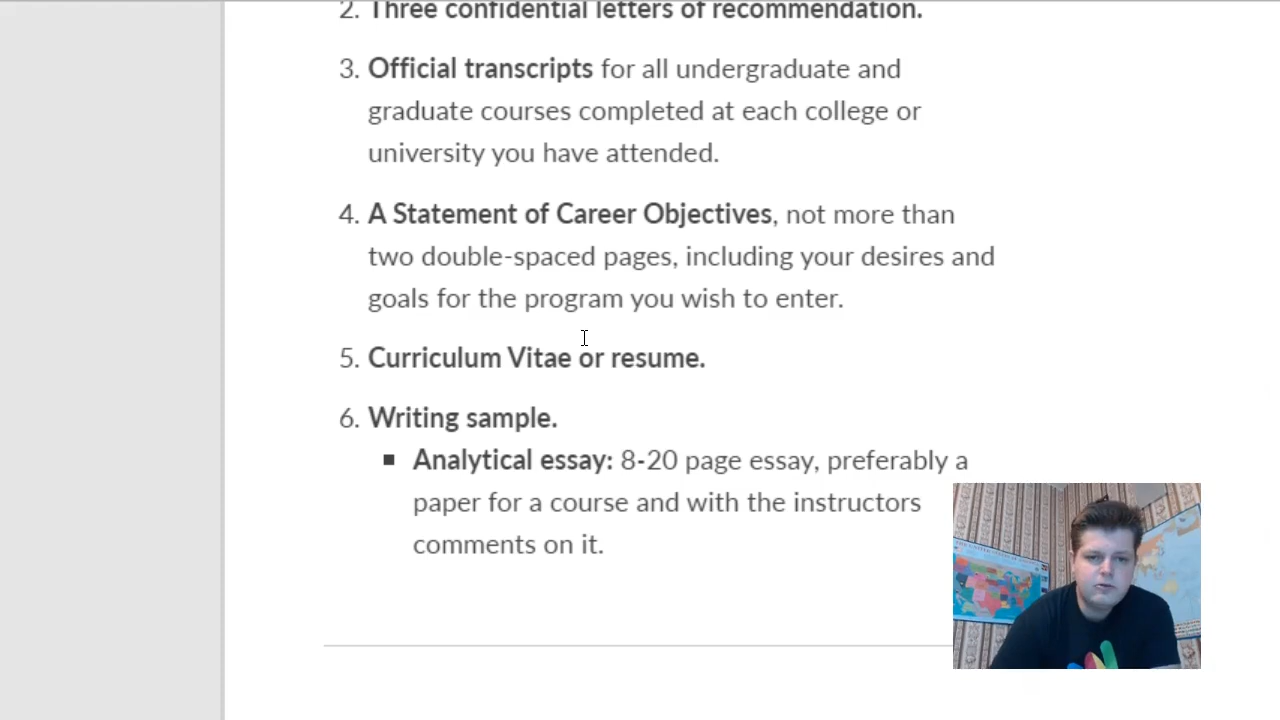 2. Three confidential letters of recommendation.
3. Official transcripts for all undergraduate and
graduate courses completed at each college or
university you have attended.
4. A Statement of Career Objectives, not more than
two double-spaced pages, including your desires and
goals for the program you wish to enter.
5. Curriculum Vitae or resume.
6. Writing sample.
▪ Analytical essay: 8-20 page essay, preferably a
paper for a course and with the instructors
comments on it.